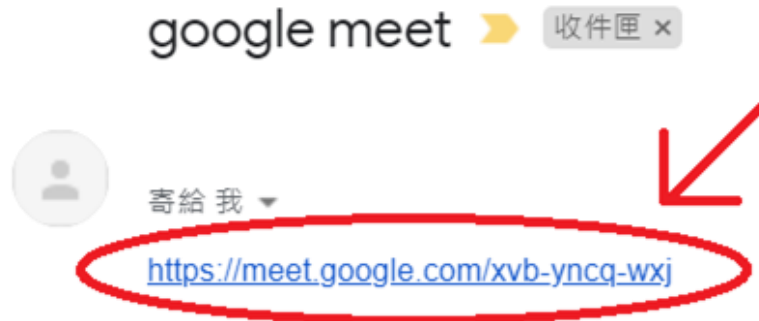 google meet 收件匣 ×
寄給 我
https://meet.google.com/xvb-yncq-wxj